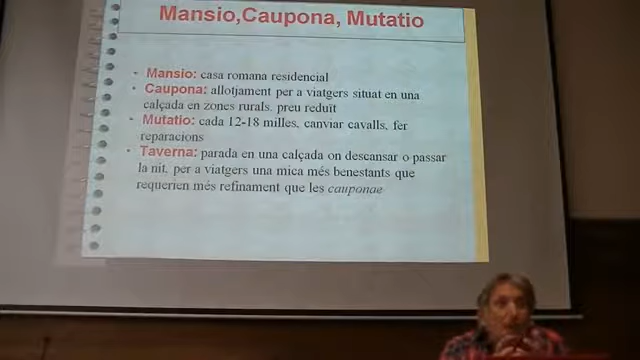 Mansio,Caupona, Mutatio
• Mansio: casa romana residencial
• Caupona: allotjament per a viatgers situat en una
calçada en zones rurals, preu reduït
• Mutatio: cada 12-18 milles, canviar cavalls, fer
reparacions
• Taverna: parada en una calçada on descansar o passar
la nit, per a viatgers una mica més benestants que
requerien més refinament que les cauponae